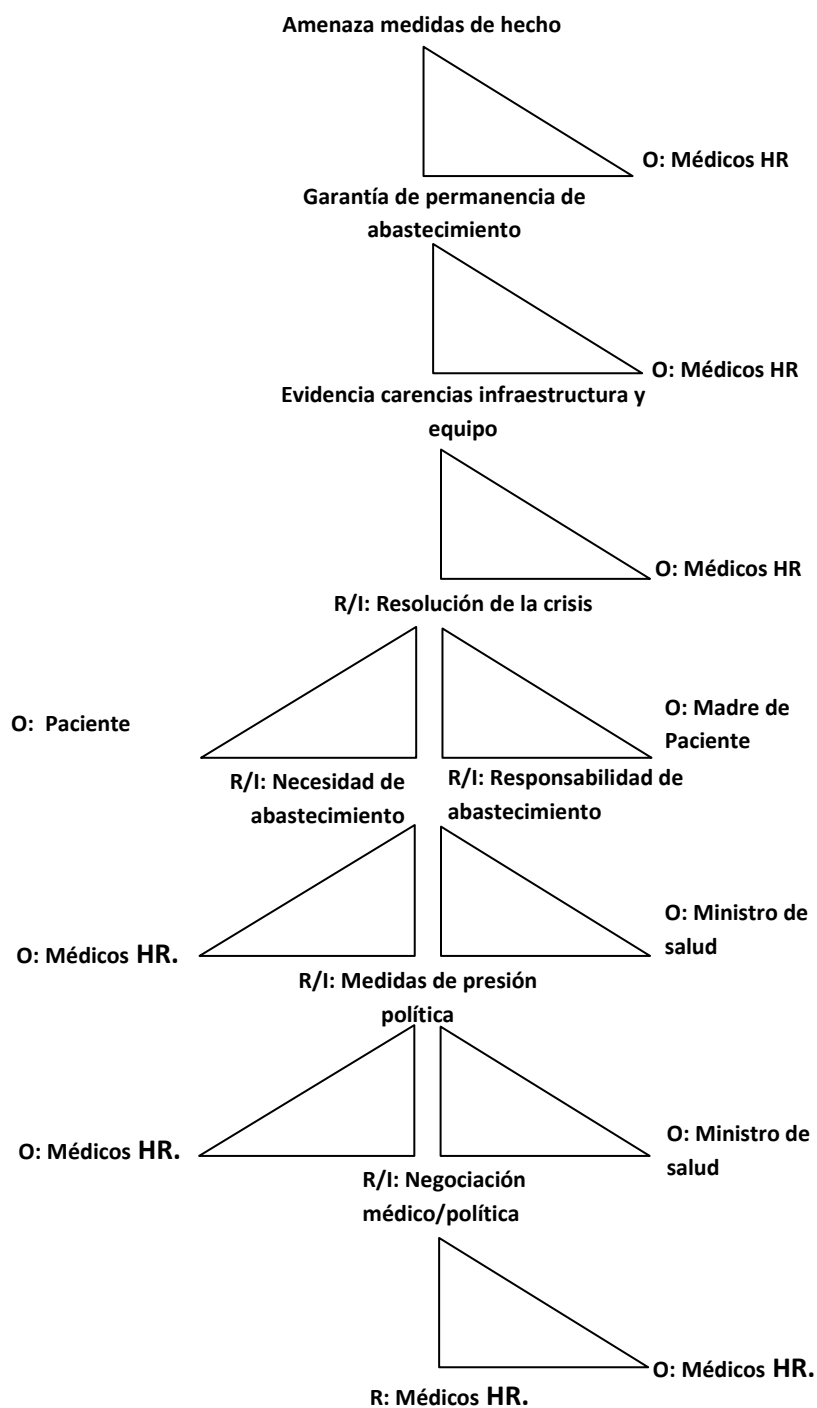 Amenaza medidas de hecho
O: Médicos HR
Garantía de permanencia de
abastecimiento
O: Médicos HR
Evidencia carencias infraestructura y
equipo
O: Médicos HR
R/I: Resolución de la crisis
O: Paciente
O: Madre de
Paciente
R/I: Necesidad de
abastecimiento
R/I: Responsabilidad de
abastecimiento
O: Médicos HR.
O: Ministro de
salud
R/I: Medidas de presión
política
O: Médicos HR.
O: Ministro de
salud
R/I: Negociación
médico/política
O: Médicos HR.
R: Médicos HR.